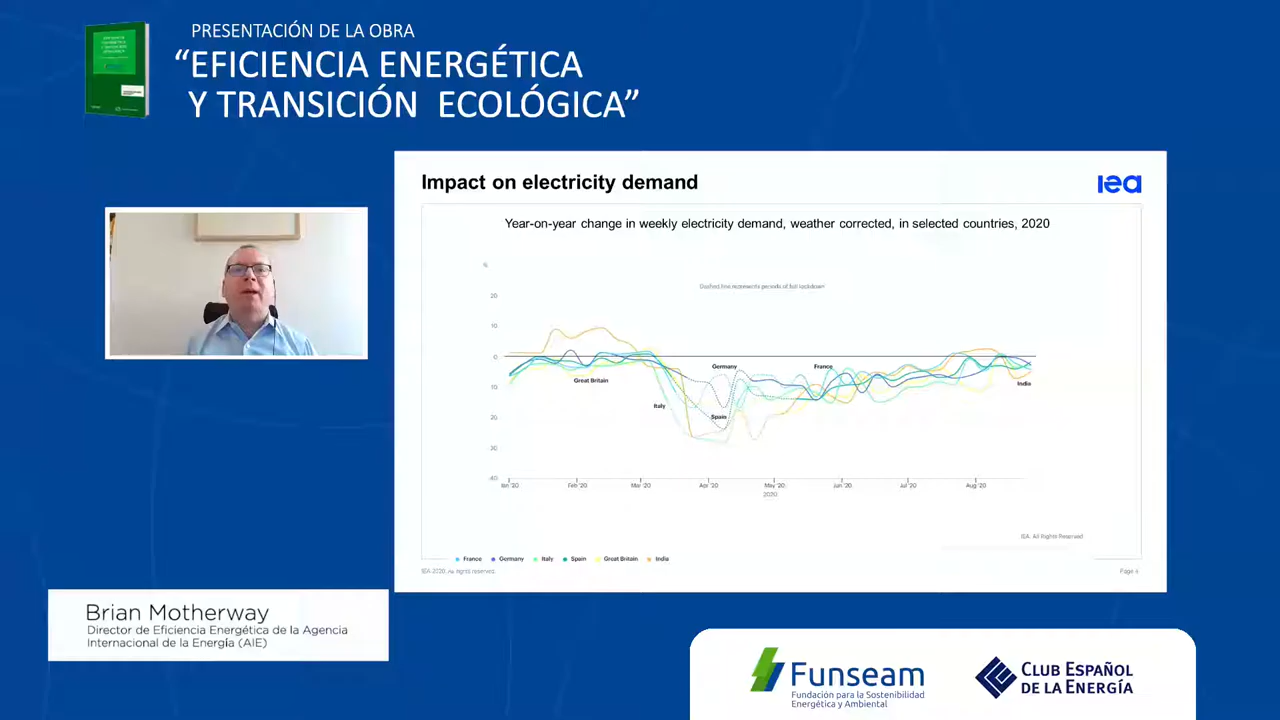 PRESENTACIÓN DE LA OBRA
“EFICIENCIA ENERGÉTICA
Y TRANSICIÓN ECOLÓGICA”
Impact on electricity demand
iea
Year-on-year change in weekly electricity demand, weather corrected, in selected countries, 2020
%
Dashed line represents periods of full lockdown
20
10
0
10
20
30
40
Germany
France
Great Britain
India
Italy
Spain
Jan '20
Feb '20
Mar '20
Apr '20
May '20
Jun '20
Jul '20
Aug '20
2020
IEA. All Rights Reserved
France
Germany
Italy
Spain
Great Britain
India
IEA 2020. All rights reserved.
Page 4
Brian Motherway
Director de Eficiencia Energética de la Agencia
Internacional de la Energía (AIE)
Funseam
Fundación para la Sostenibilidad
Energética y Ambiental
CLUB ESPAÑOL
DE LA ENERGÍA